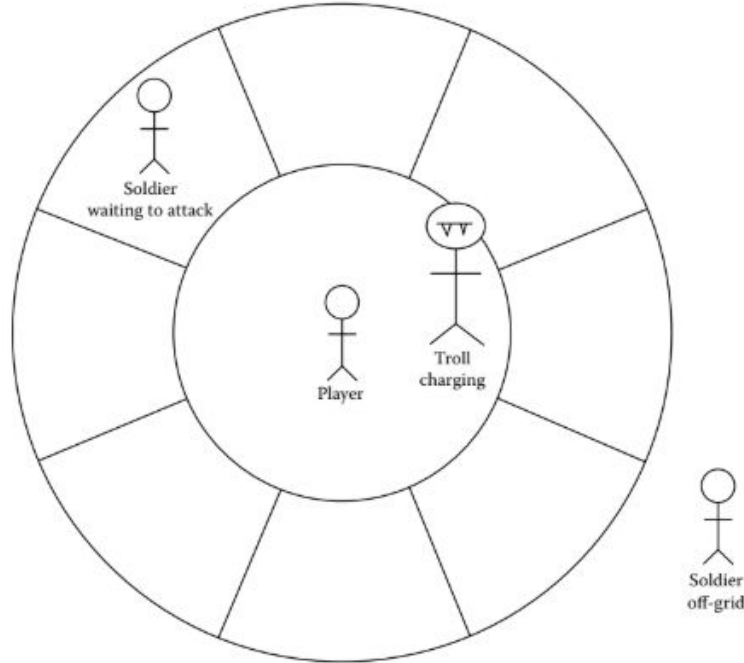 Soldier
waiting to attack
Troll
charging
Player
Soldier
off-grid